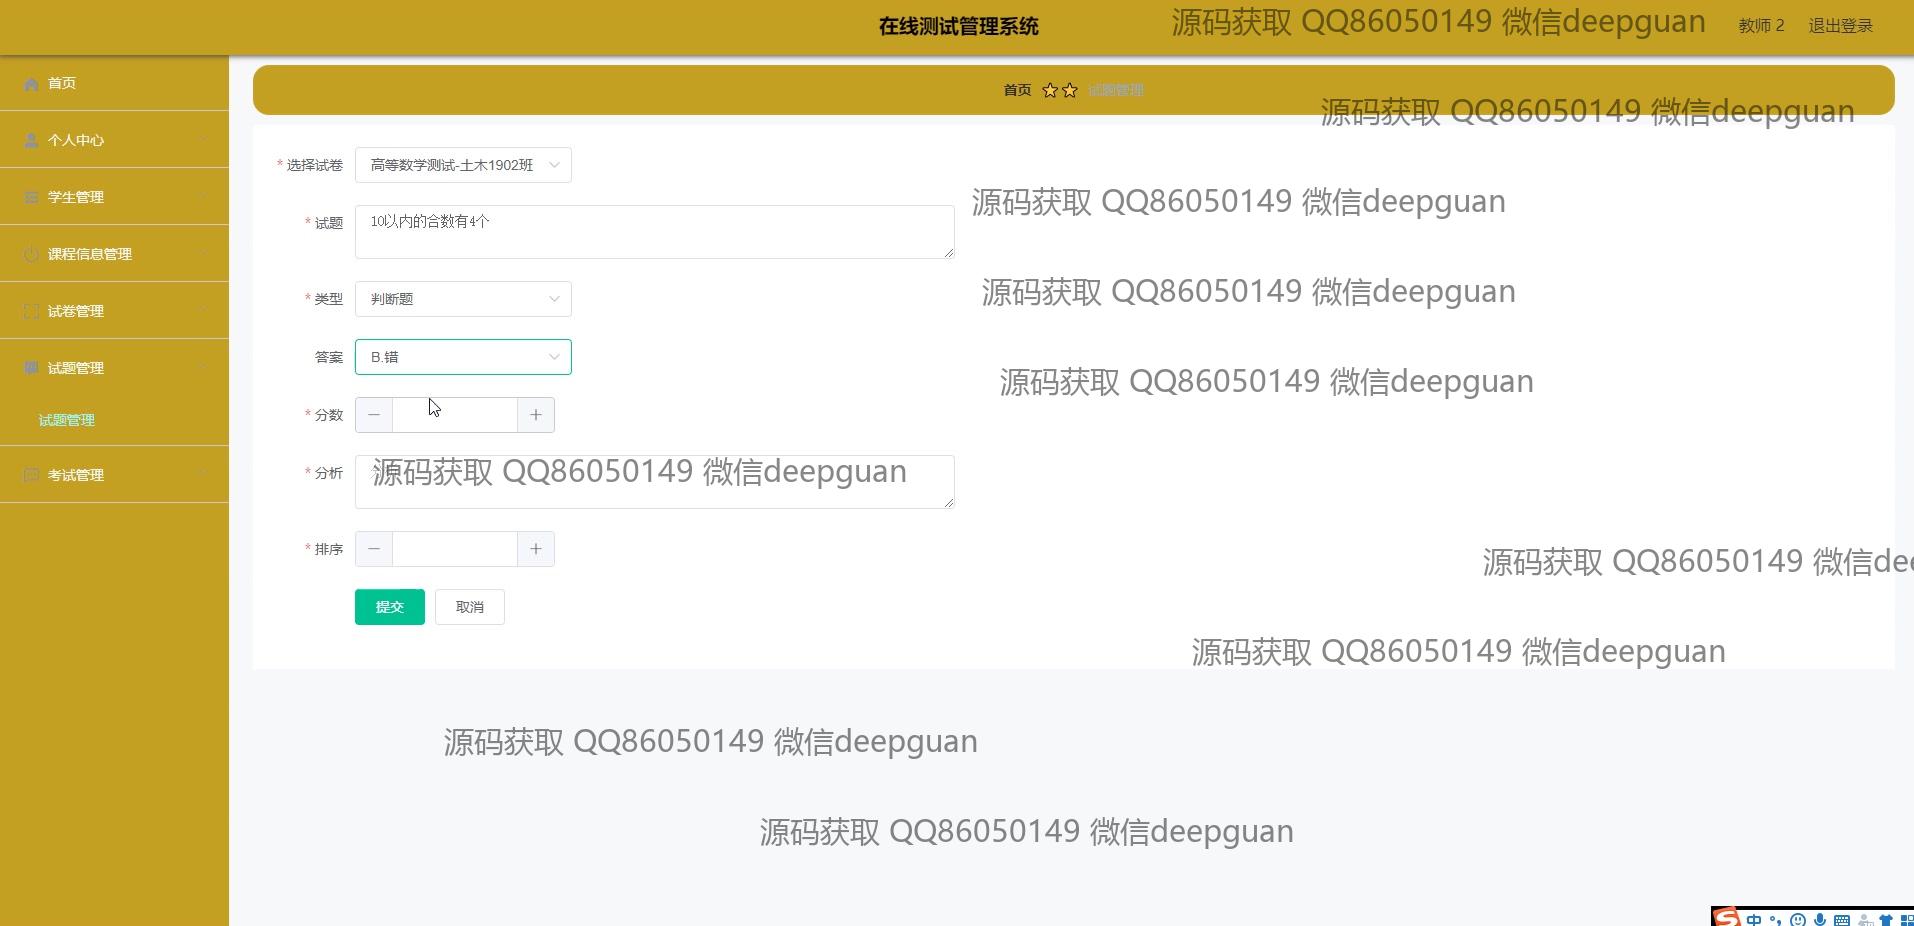 在线测试管理系统
源码获取 QQ86050149 微信deepguan
教师 2
退出登录
首页
首页
试题管理
源码获取 QQ86050149 微信deepguan
个人中心
* 选择试卷
高等数学测试-土木1902班
学生管理
源码获取 QQ86050149 微信deepguan
* 试题
10以内的合数有4个
课程信息管理
源码获取 QQ86050149 微信deepguan
* 类型
判断题
试卷管理
答案
B.错
试题管理
源码获取 QQ86050149 微信deepguan
* 分数
试题管理
* 分析
源码获取 QQ86050149 微信deepguan
考试管理
* 排序
源码获取 QQ86050149 微信dee
提交
取消
源码获取 QQ86050149 微信deepguan
源码获取 QQ86050149 微信deepguan
源码获取 QQ86050149 微信deepguan
中